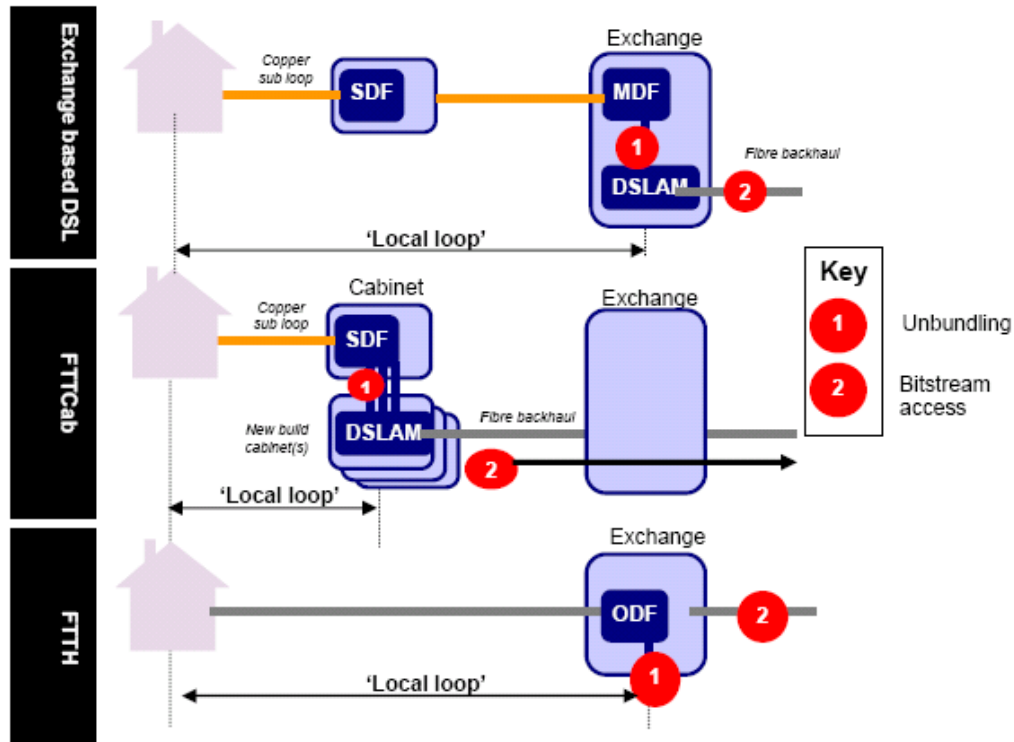 Exchange based DSL
Copper
sub loop
SDF
Exchange
MDF
1
DSLAM
Fibre backhaul
2
‘Local loop’
FTTCab
Copper
sub loop
Cabinet
SDF
1
New build
cabinet(s)
DSLAM
Fibre backhaul
2
Exchange
‘Local loop’
Key
1
Unbundling
2
Bitstream
access
FTTH
Exchange
ODF
2
1
‘Local loop’